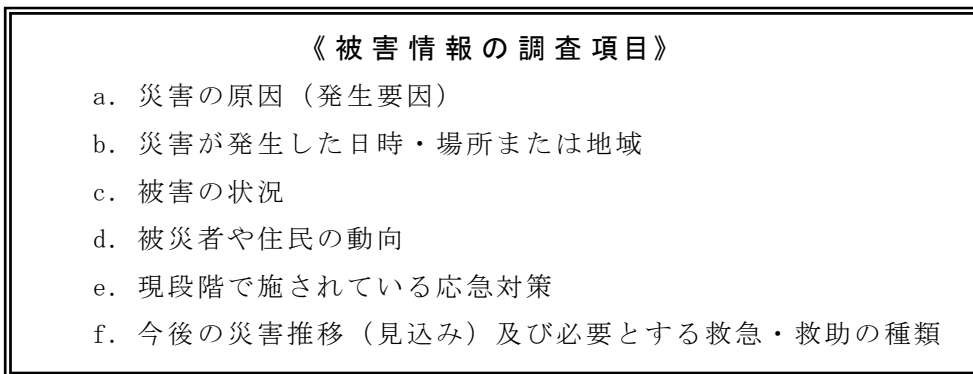 《被害情報の調査項目》
a. 災害の原因（発生要因）
b. 災害が発生した日時・場所または地域
c. 被害の状況
d. 被災者や住民の動向
e. 現段階で施されている応急対策
f. 今後の災害推移（見込み）及び必要とする救急・救助の種類